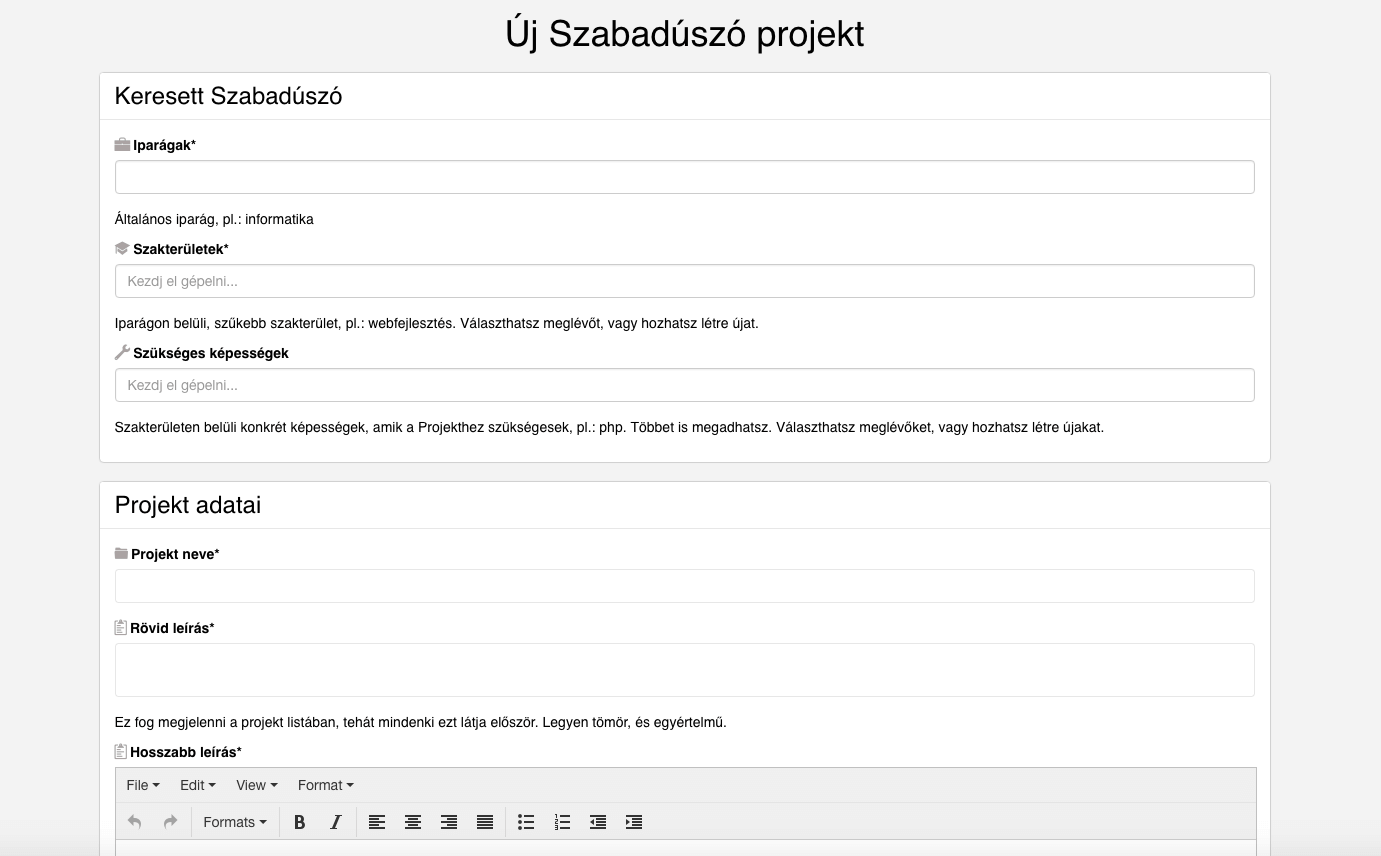 Új Szabadúszó projekt
Keresett Szabadúszó
Iparágak*
Általános iparág, pl.: informatika
Szakterületek*
Kezdj el gépelni...
Iparágon belüli, szűkebb szakterület, pl.: webfejlesztés. Választhatsz meglévőt, vagy hozhatsz létre újat.
Szükséges képességek
Kezdj el gépelni...
Szakterületen belüli konkrét képességek, amik a Projekthez szükségesek, pl.: php. Többet is megadhatsz. Választhatsz meglévőket, vagy hozhatsz létre újakat.
Projekt adatai
Projekt neve*
Rövid leírás*
Ez fog megjelenni a projekt listában, tehát mindenki ezt látja először. Legyen tömör, és egyértelmű.
Hosszabb leírás*
File Edit View Format
Formats B I